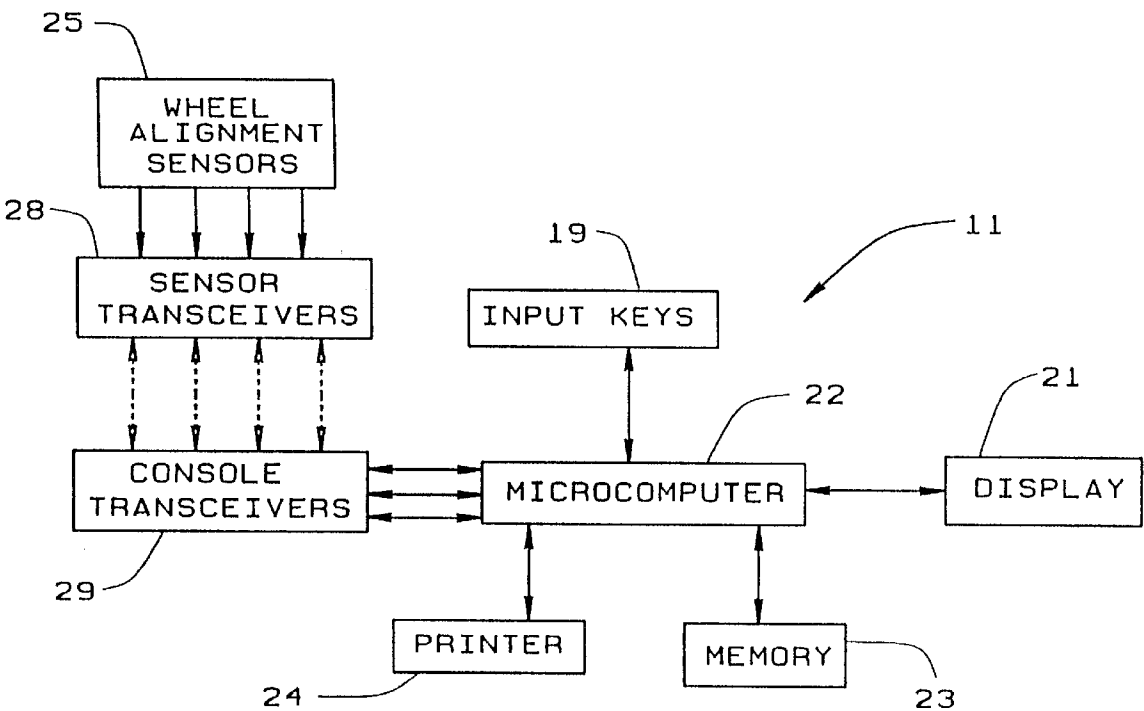 25
WHEEL
ALIGNMENT
SENSORS
28
SENSOR
TRANSCEIVERS
19
INPUT KEYS
11
21
22
CONSOLE
TRANSCEIVERS
MICROCOMPUTER
DISPLAY
29
PRINTER
MEMORY
24
23